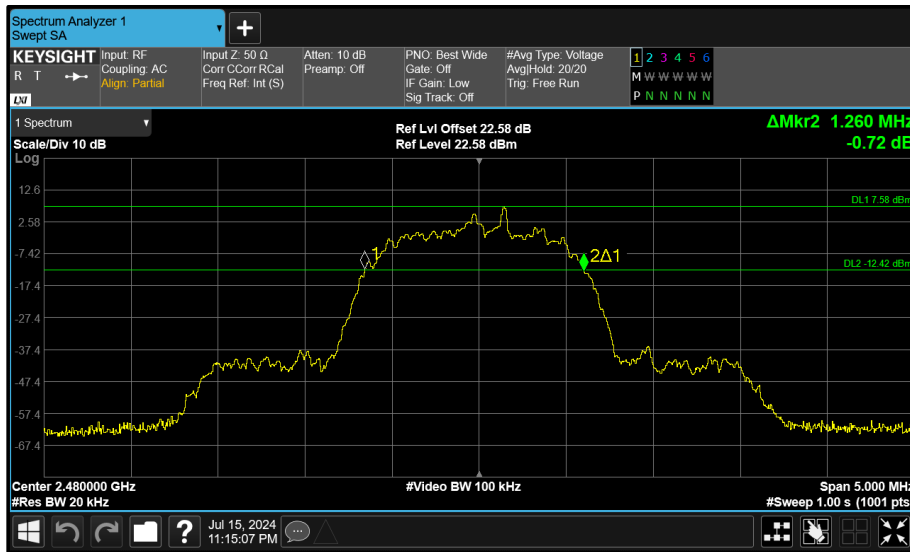 Spectrum Analyzer 1
Swept SA
KEYSIGHT
R T
LXI
Input: RF
Coupling: AC
Align: Partial
Input Z: 50 Ω
Corr CCorr RCal
Freq Ref: Int (S)
Atten: 10 dB
Preamp: Off
PNO: Best Wide
Gate: Off
IF Gain: Low
Sig Track: Off
#Avg Type: Voltage
Avg|Hold: 20/20
Trig: Free Run
1 2 3 4 5 6
M W W W W W
P N N N N N
1 Spectrum
Scale/Div 10 dB
Log
Ref Lvl Offset 22.58 dB
Ref Level 22.58 dBm
ΔMkr2 1.260 MHz
-0.72 dB
12.6
DL1 7.58 dBm
2.58
-7.42
1
2Δ1
DL2 -12.42 dBm
-17.4
-27.4
-37.4
-47.4
-57.4
-67.4
Center 2.480000 GHz
#Res BW 20 kHz
#Video BW 100 kHz
Span 5.000 MHz
#Sweep 1.00 s (1001 pts
?
Jul 15, 2024
11:15:07 PM